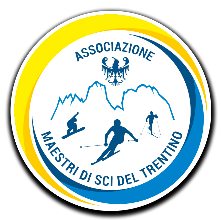 ASSOCIAZIONE
MAESTRI DI SCI DEL TRENTINO